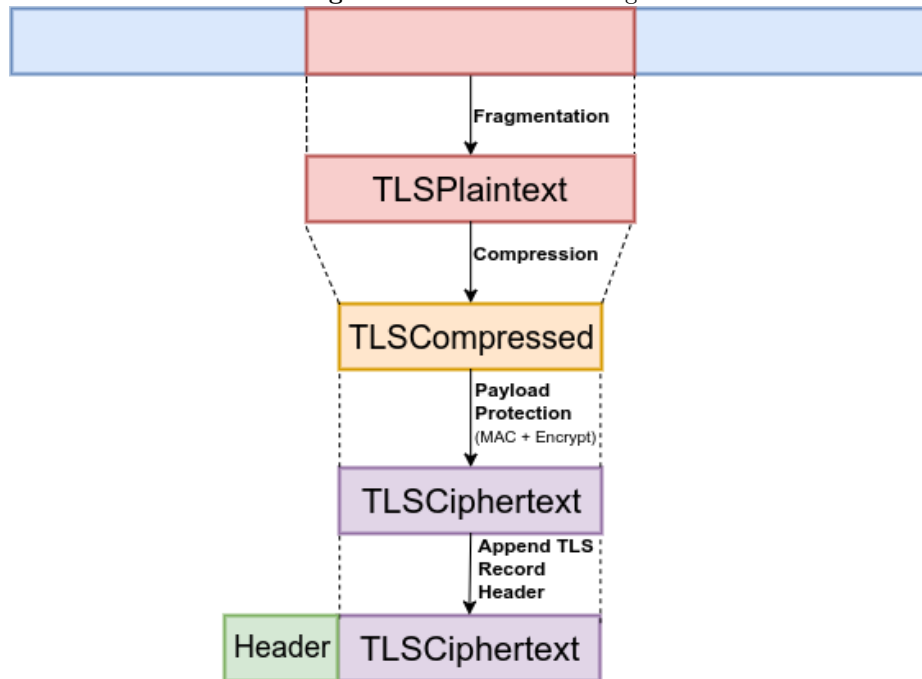 Fragmentation
TLSPlaintext
Compression
TLSCompressed
Payload
Protection
(MAC + Encrypt)
TLSCiphertext
Append TLS
Record
Header
Header TLSCiphertext